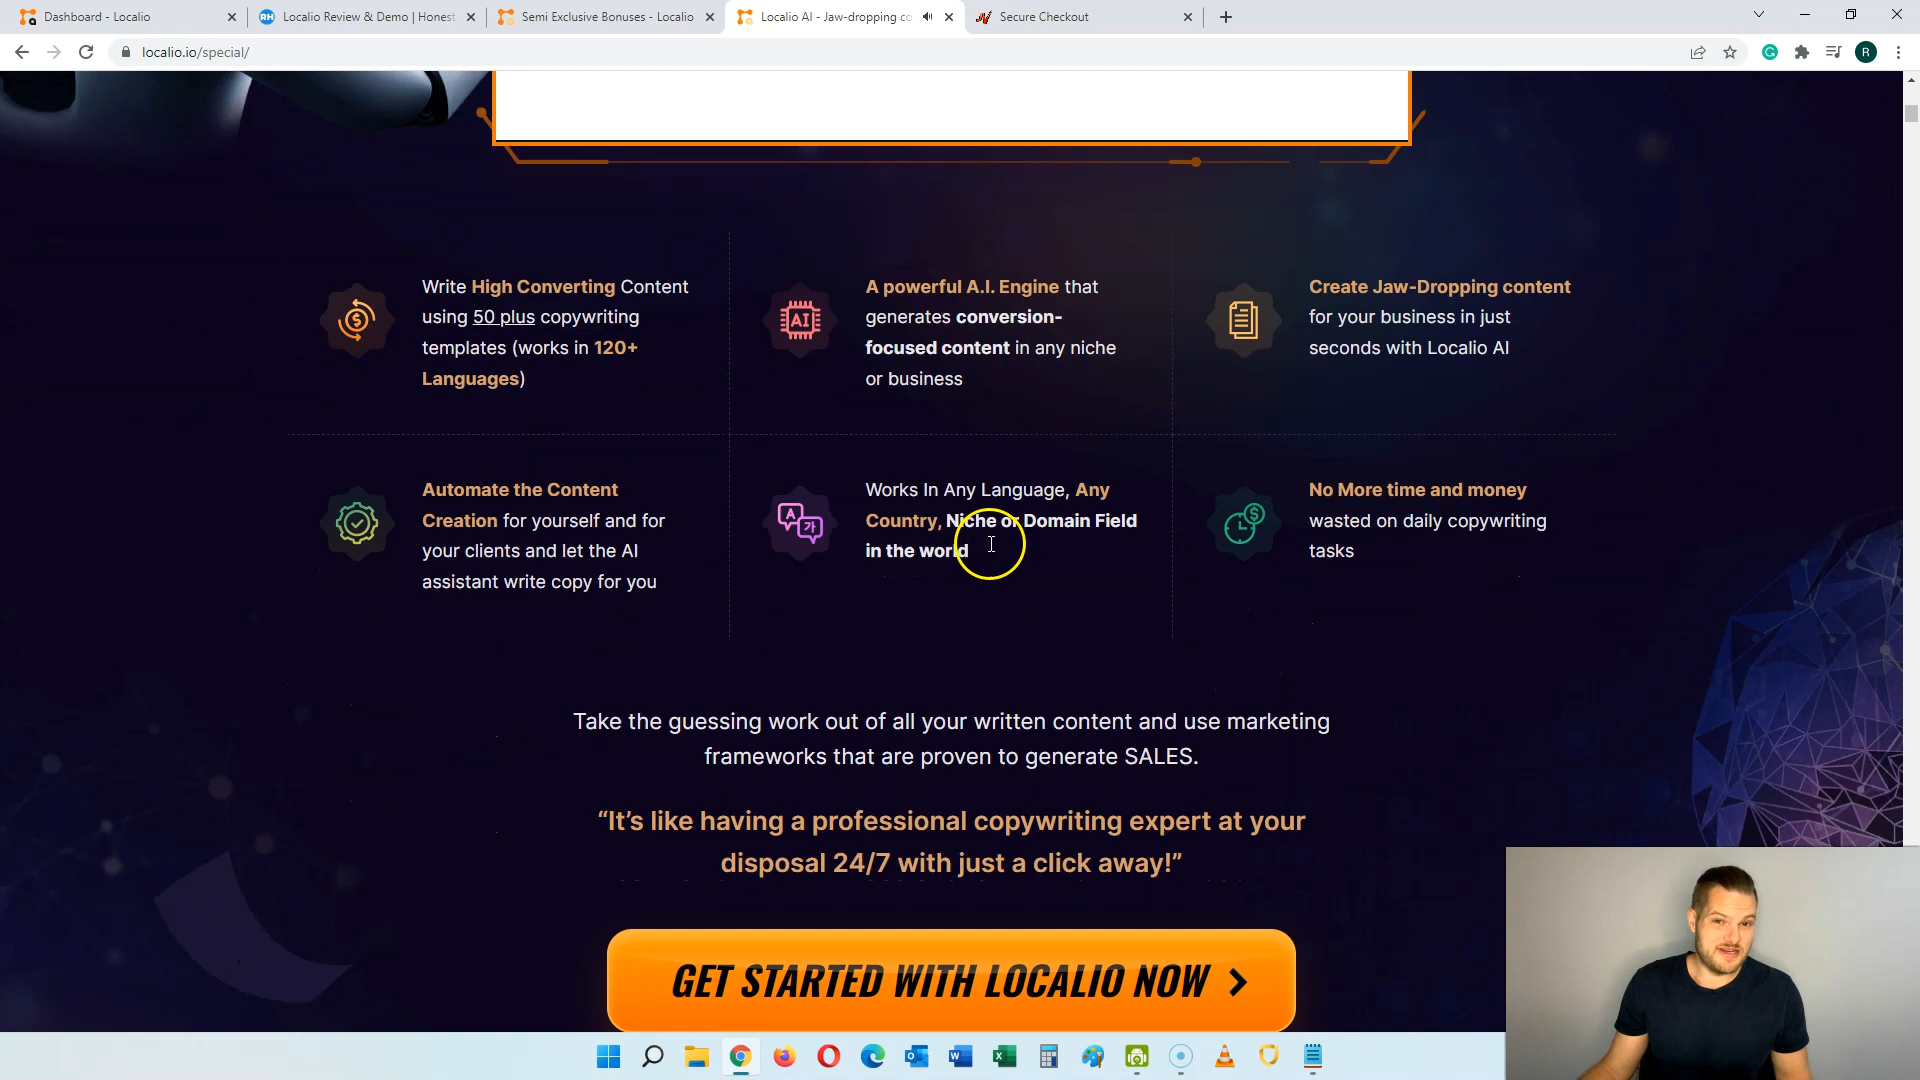 Dashboard - Localio
RH
Localio Review & Demo | Honest
Semi Exclusive Bonuses - Localio
Localio AI - Jaw-dropping co
Secure Checkout
localio.io/special/
R
Write High Converting Content
using 50 plus copywriting
templates (works in 120+
Languages)
AI
A powerful A.I. Engine that
generates conversion-
focused content in any niche
or business
Create Jaw-Dropping content
for your business in just
seconds with Localio AI
Automate the Content
Creation for yourself and for
your clients and let the AI
assistant write copy for you
A
가
Works In Any Language, Any
Country, Niche or Domain Field
in the world
$
No More time and money
wasted on daily copywriting
tasks
Take the guessing work out of all your written content and use marketing
frameworks that are proven to generate SALES.
“It’s like having a professional copywriting expert at your
disposal 24/7 with just a click away!”
GET STARTED WITH LOCALIO NOW